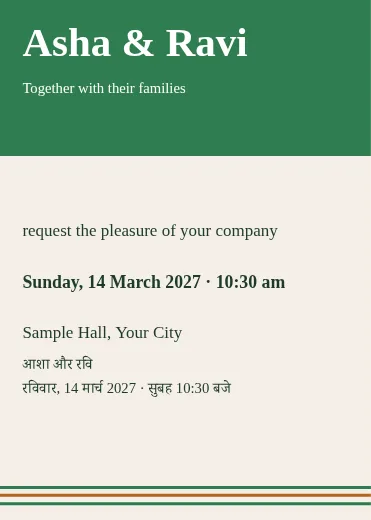 Asha & Ravi
Together with their families
request the pleasure of your company
Sunday, 14 March 2027 · 10:30 am
Sample Hall, Your City
आशा और रवि
रविवार, 14 मार्च 2027 · सुबह 10:30 बजे